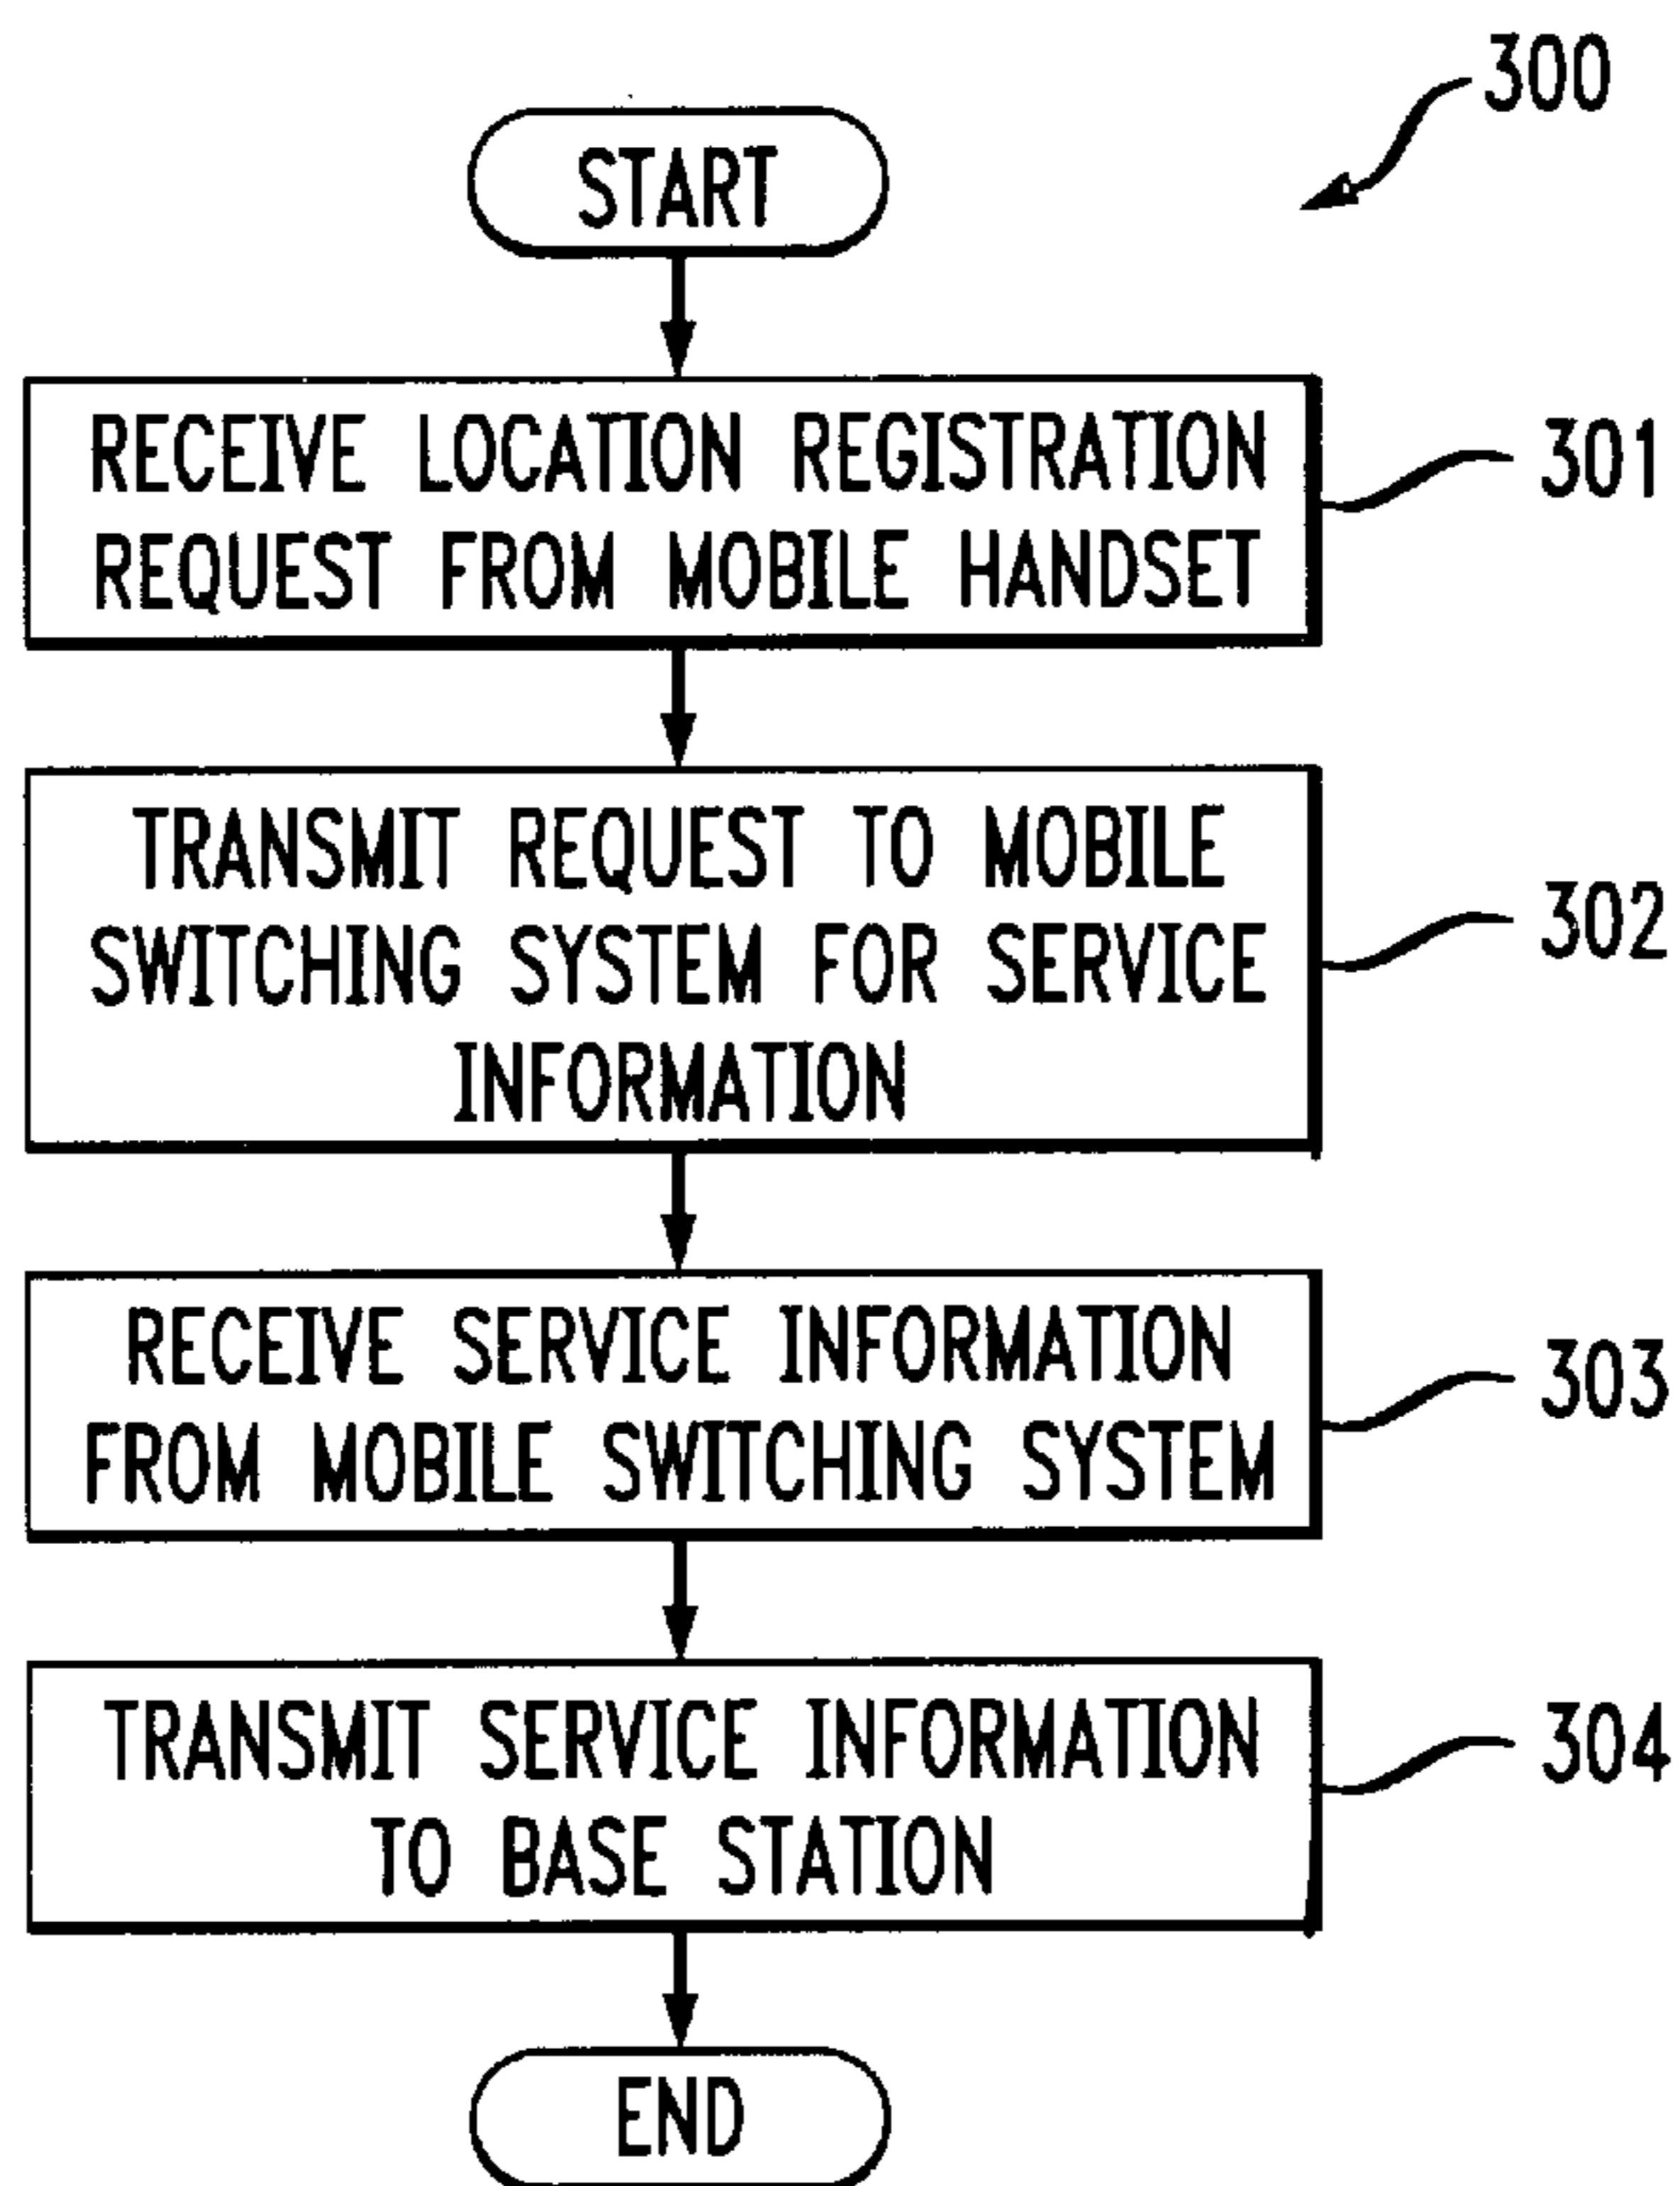 300
START
RECEIVE LOCATION REGISTRATION
REQUEST FROM MOBILE HANDSET
301
TRANSMIT REQUEST TO MOBILE
SWITCHING SYSTEM FOR SERVICE
INFORMATION
302
RECEIVE SERVICE INFORMATION
FROM MOBILE SWITCHING SYSTEM
303
TRANSMIT SERVICE INFORMATION
TO BASE STATION
304
END